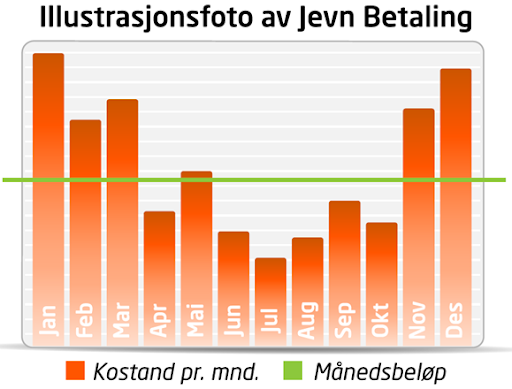 Illustrasjonsfoto av Jevn Betaling
Jan
Feb
Mar
Apr
Mai
Jun
Jul
Aug
Sep
Okt
Nov
Des
Kostand pr. mnd.
Månedsbeløp